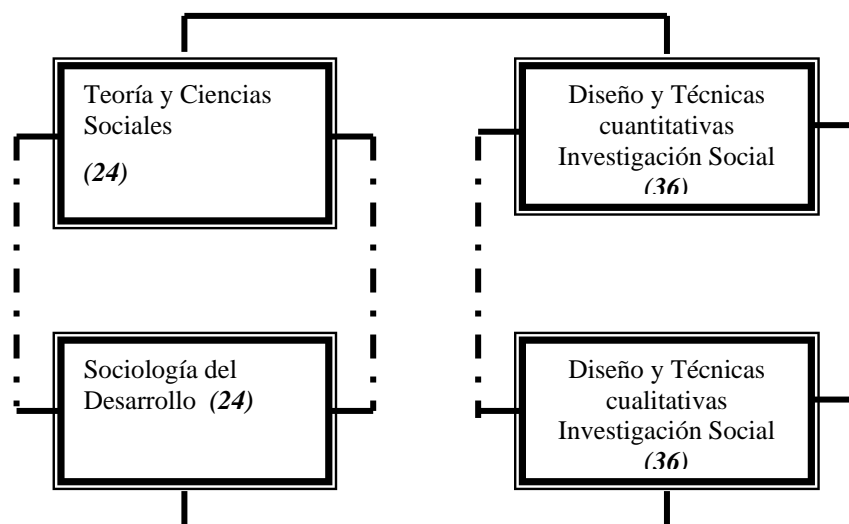 Teoría y Ciencias
Sociales
(24)
Diseño y Técnicas
cuantitativas
Investigación Social
(36)
Sociología del
Desarrollo (24)
Diseño y Técnicas
cualitativas
Investigación Social
(36)